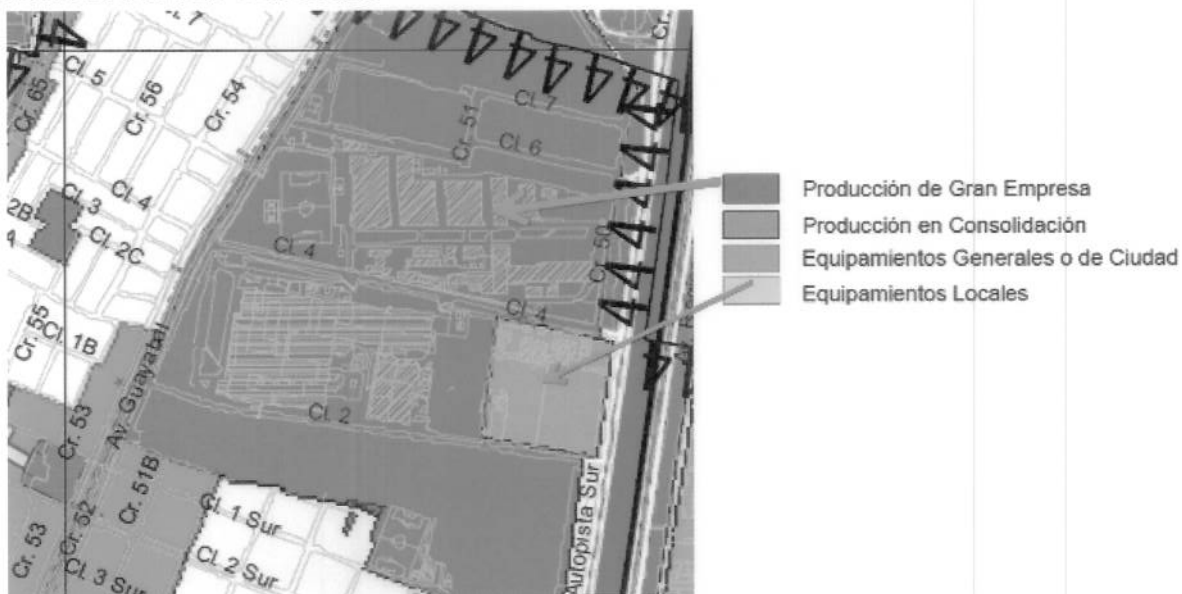 Cl. 7
Cr.
Cl. 5
Cr. 65
Cr. 56
Cr. 54
Cl. 7
Cr. 51
Cl. 6
Cl. 3
Cl. 4
2B
Cl. 2C
Cl. 4
Cr. 50
Cl. 4
Cr. 55
Cl. 1B
Av. Guayabal
Cl. 2
Cr. 53
Cr. 51B
Cr. 52
Cl. 1 Sur
Cr. 53
Cl. 3 Sur
Cl. 2 Sur
Autopista Sur
Producción de Gran Empresa
Producción en Consolidación
Equipamientos Generales o de Ciudad
Equipamientos Locales